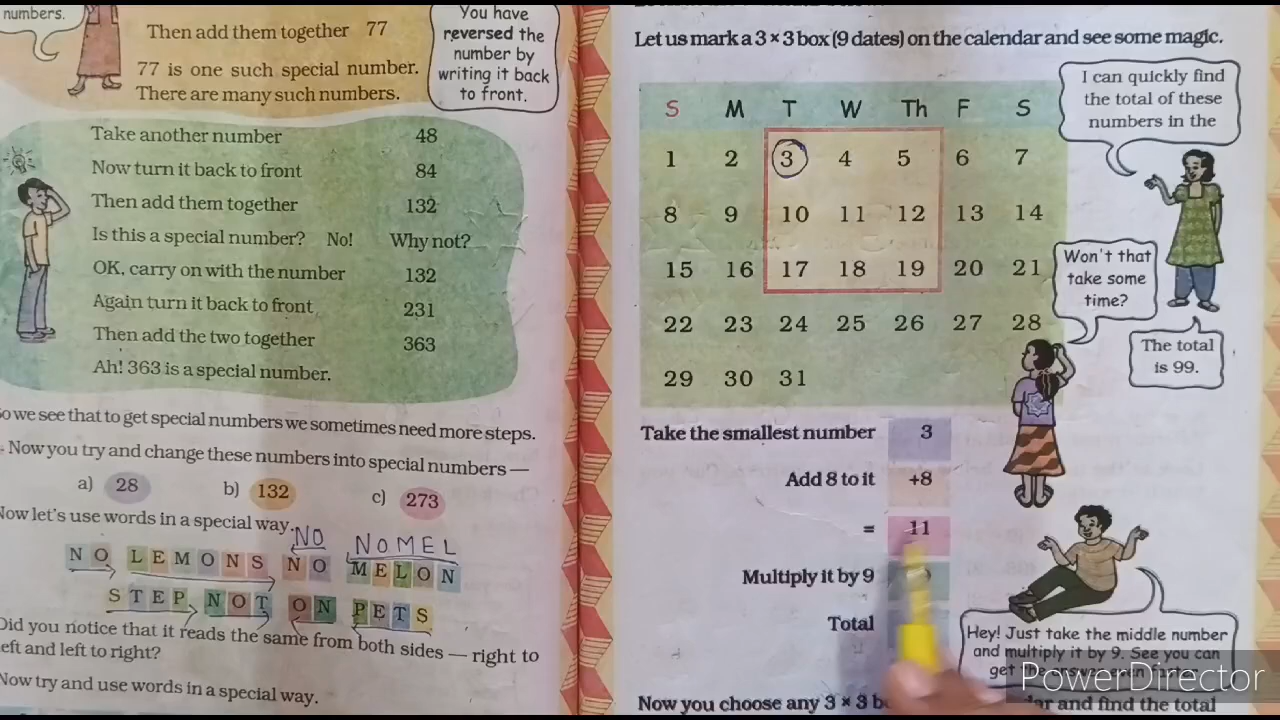 numbers.
Then add them together 77
77 is one such special number.
There are many such numbers.
You have
reversed the
number by
writing it back
to front.
Take another number 48
Now turn it back to front 84
Then add them together 132
Is this a special number? No! Why not?
OK, carry on with the number 132
Again turn it back to front 231
Then add the two together 363
Ah! 363 is a special number.
So we see that to get special numbers we sometimes need more steps.
Now you try and change these numbers into special numbers —
a) 28 b) 132 c) 273
Now let's use words in a special way.
NO NOMEL
NO LEMONS NO MELON
STEP NOT ON PETS
Did you notice that it reads the same from both sides — right to
left and left to right?
Now try and use words in a special way.
Let us mark a 3 × 3 box (9 dates) on the calendar and see some magic.
S M T W Th F S
1 2 3 4 5 6 7
8 9 10 11 12 13 14
15 16 17 18 19 20 21
22 23 24 25 26 27 28
29 30 31
I can quickly find
the total of these
numbers in the
Won't that
take some
time?
The total
is 99.
Take the smallest number 3
Add 8 to it +8
= 11
Multiply it by 9
Total
Hey! Just take the middle number
and multiply it by 9. See you can
get the answer even
Now you choose any 3 × 3 and find the total
PowerDirector